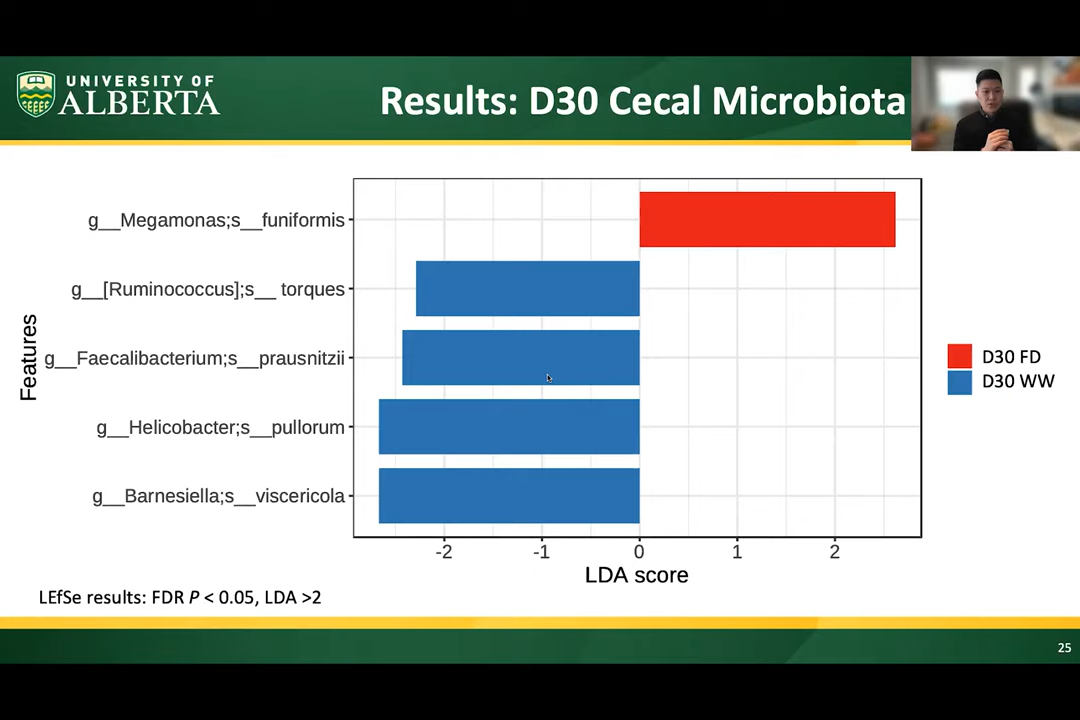 UNIVERSITY OF
ALBERTA
Results: D30 Cecal Microbiota
g__Megamonas;s__funiformis
g__[Ruminococcus];s__ torques
g__Faecalibacterium;s__prausnitzii
g__Helicobacter;s__pullorum
g__Barnesiella;s__viscericola
Features
-2 -1 0 1 2
LDA score
D30 FD
D30 WW
LEfSe results: FDR P < 0.05, LDA >2
25